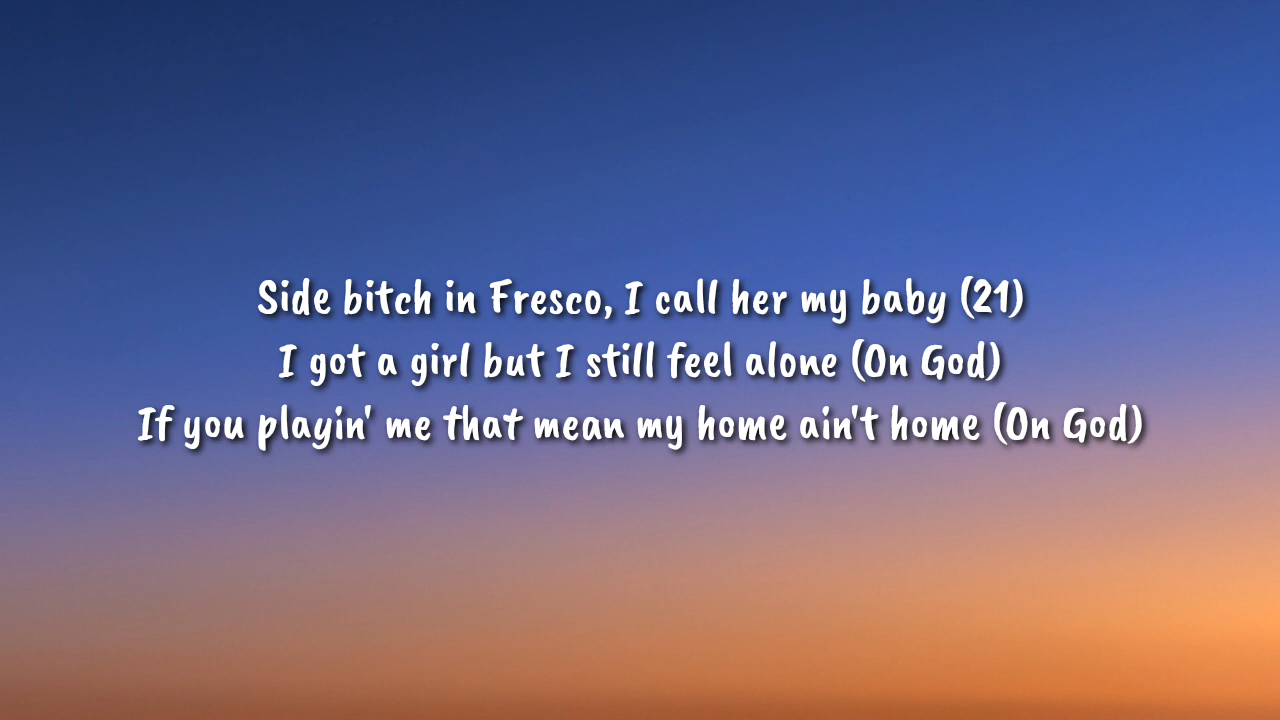 Side bitch in Fresco, I call her my baby (21)
I got a girl but I still feel alone (On God)
If you playin' me that mean my home ain't home (On God)